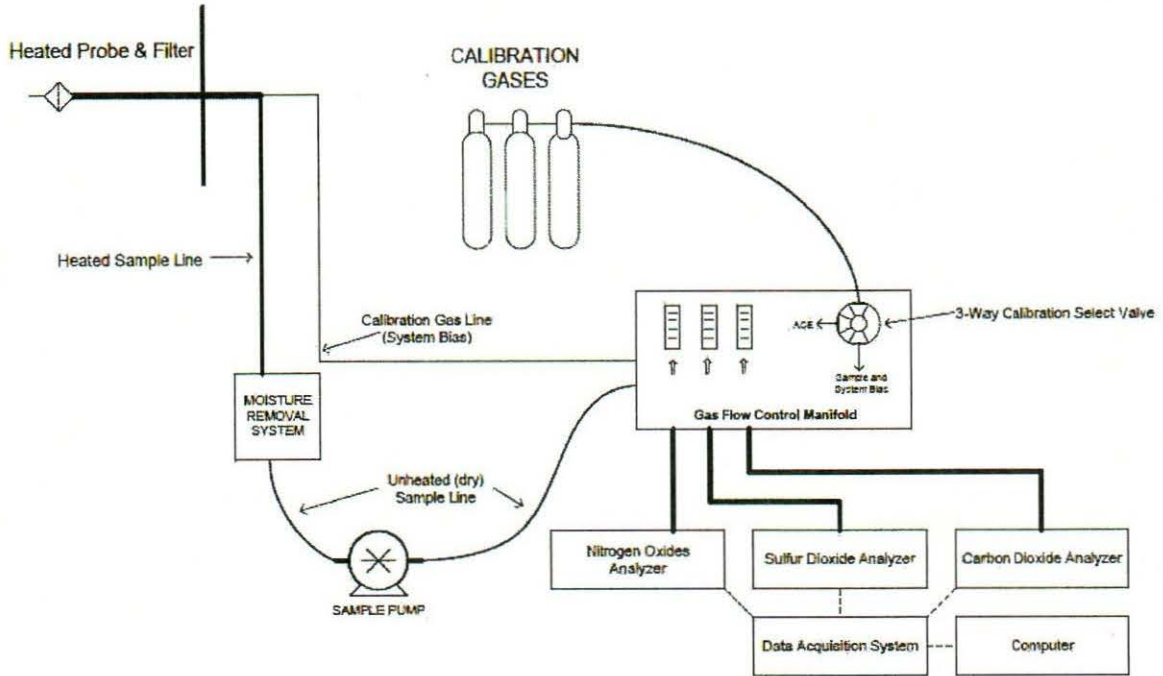 Heated Probe & Filter
CALIBRATION
GASES
Heated Sample Line
Calibration Gas Line
(System Bias)
ACE
3-Way Calibration Select Valve
Sample and
System Bias
Gas Flow Control Manifold
MOISTURE
REMOVAL
SYSTEM
Unheated (dry)
Sample Line
SAMPLE PUMP
Nitrogen Oxides
Analyzer
Sulfur Dioxide Analyzer
Carbon Dioxide Analyzer
Data Acquisition System
Computer